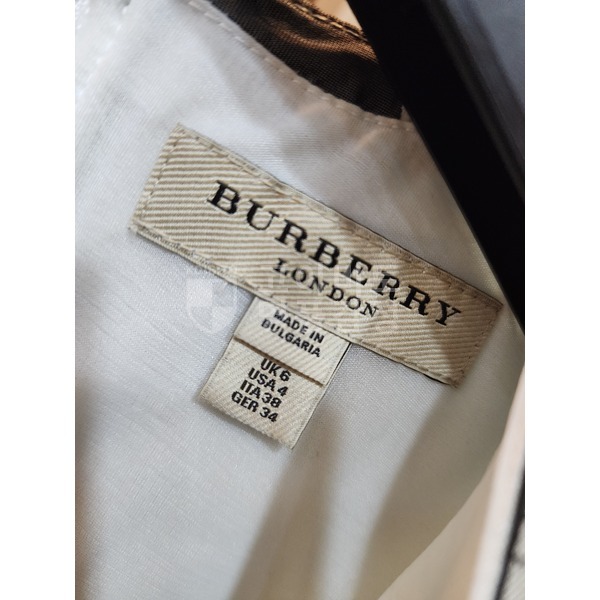 BURBERRY
LONDON
MADE IN
BULGARIA
UK 6
USA 4
ITA 38
GER 34